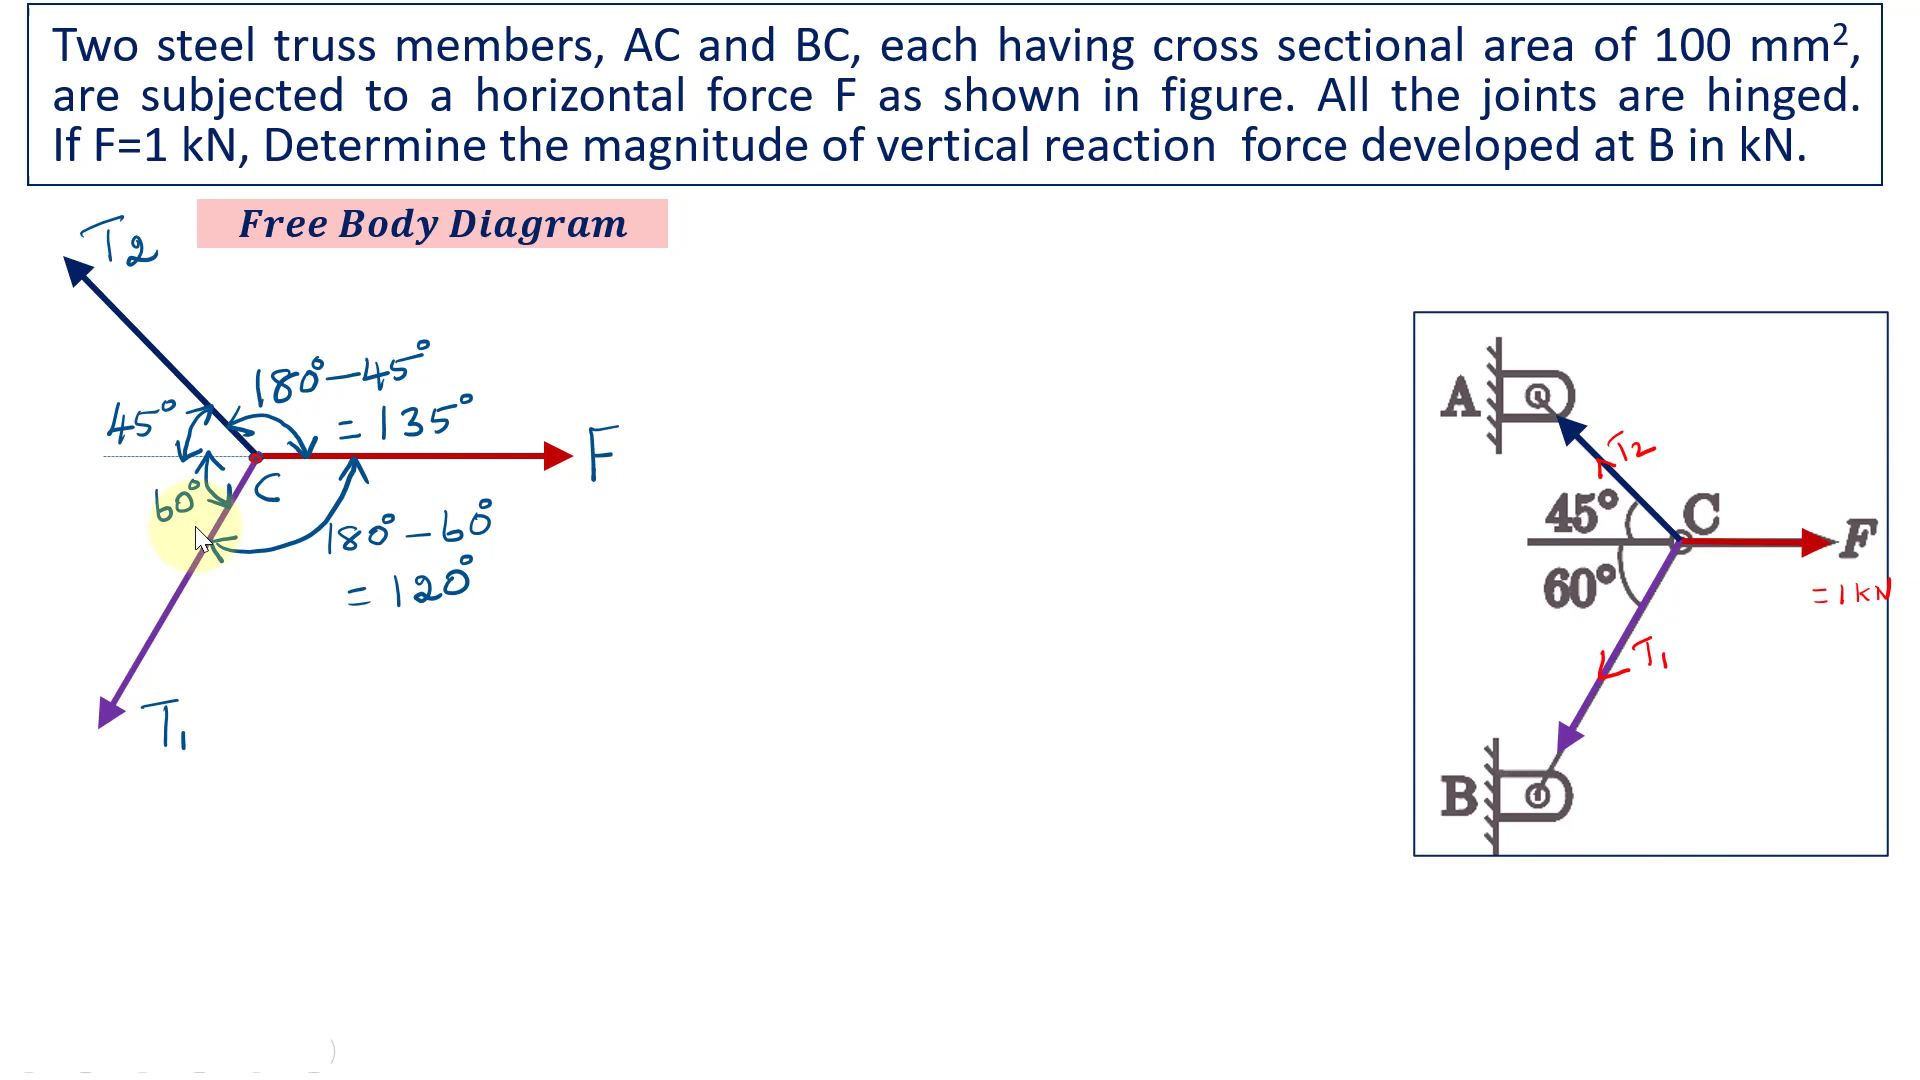 Two steel truss members, AC and BC, each having cross sectional area of 100 mm²,
are subjected to a horizontal force F as shown in figure. All the joints are hinged.
If F=1 kN, Determine the magnitude of vertical reaction force developed at B in kN.
Free Body Diagram
T2
180°-45°
= 135°
45°
F
C
60°
180°-60°
= 120°
T1
A
T2
45°
C
F
= 1 kN
60°
T1
B